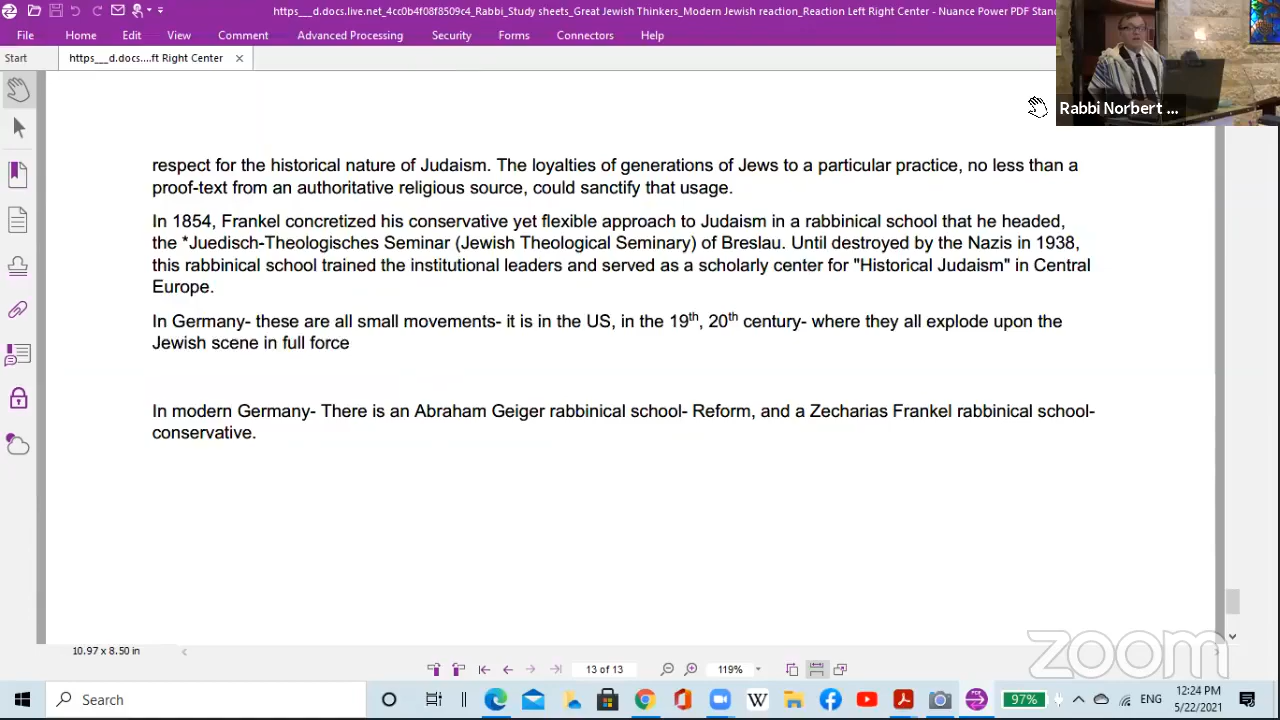 https___d.docs.live.net_4cc0b4f08f8509c4_Rabbi_Study sheets_Great Jewish Thinkers_Modern Jewish reaction_Reaction Left Right Center - Nuance Power PDF Stan
File Home Edit View Comment Advanced Processing Security Forms Connectors Help
Start https___d.docs....ft Right Center
Rabbi Norbert ...
respect for the historical nature of Judaism. The loyalties of generations of Jews to a particular practice, no less than a
proof-text from an authoritative religious source, could sanctify that usage.
In 1854, Frankel concretized his conservative yet flexible approach to Judaism in a rabbinical school that he headed,
the *Juedisch-Theologisches Seminar (Jewish Theological Seminary) of Breslau. Until destroyed by the Nazis in 1938,
this rabbinical school trained the institutional leaders and served as a scholarly center for "Historical Judaism" in Central
Europe.
In Germany- these are all small movements- it is in the US, in the 19th, 20th century- where they all explode upon the
Jewish scene in full force
In modern Germany- There is an Abraham Geiger rabbinical school- Reform, and a Zecharias Frankel rabbinical school-
conservative.
zoom
10.97 x 8.50 in
13 of 13 119%
Search W PDF 97% ENG 12:24 PM
5/22/2021